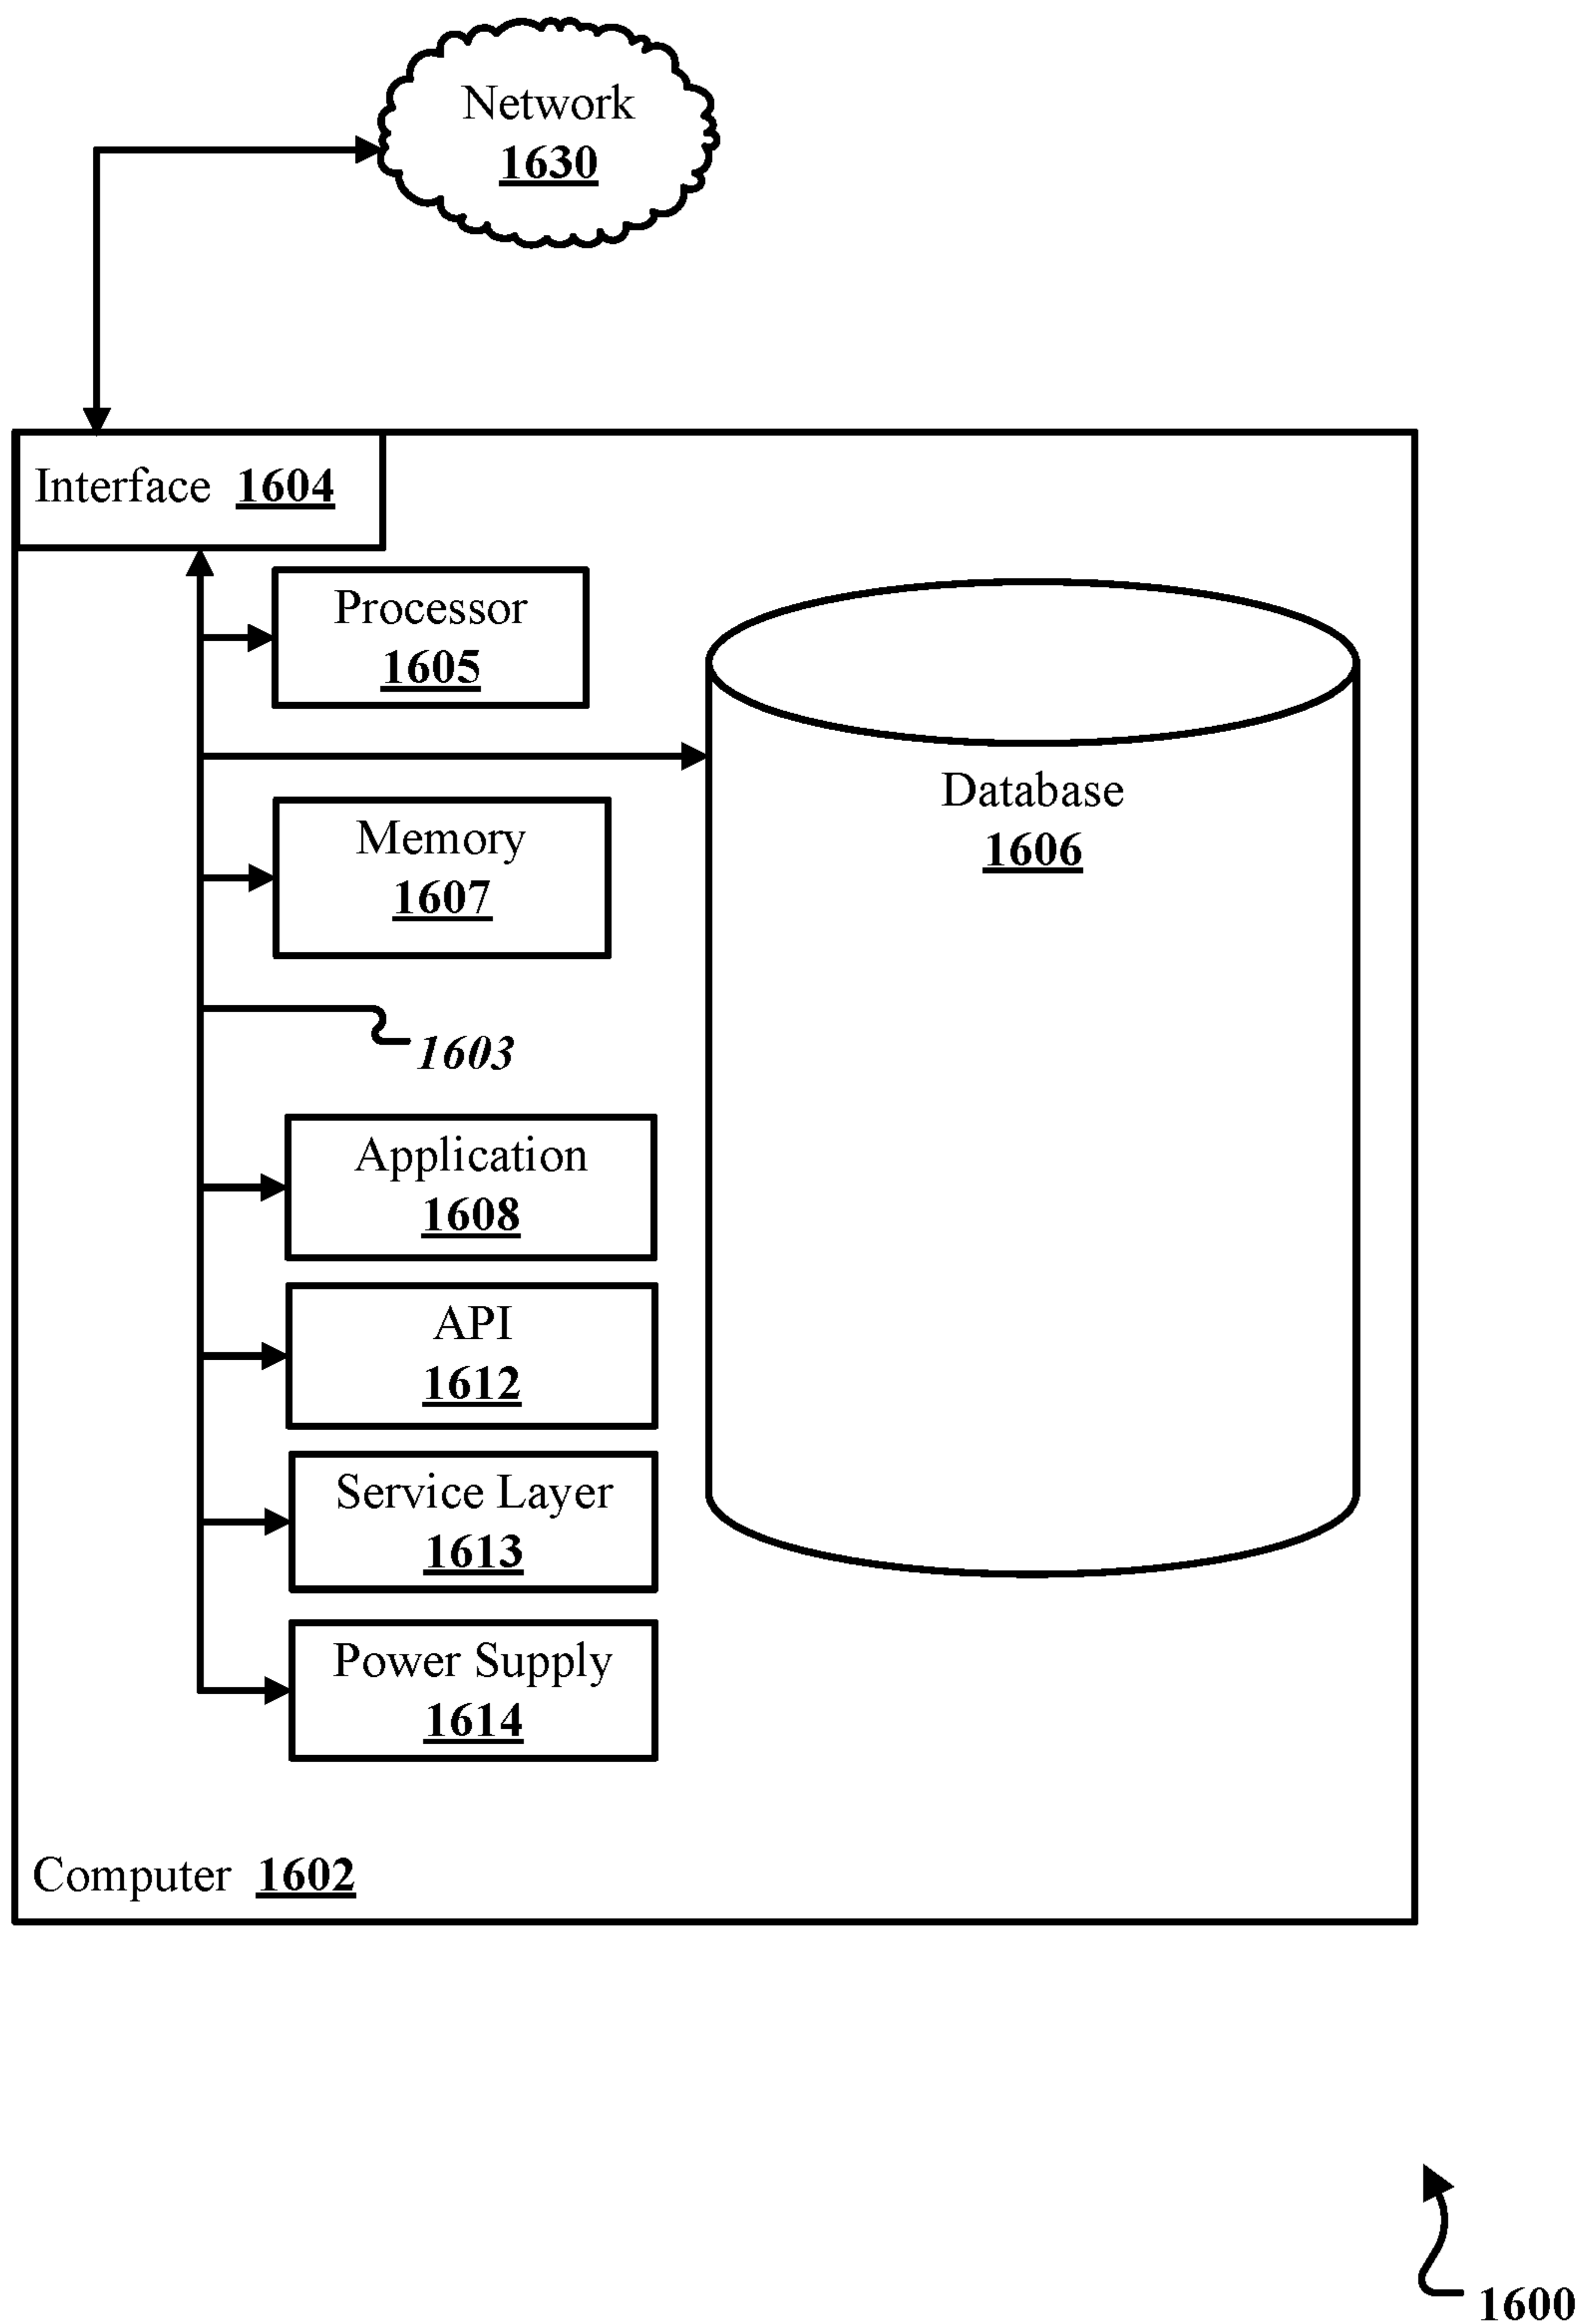 Network
1630
Interface 1604
Processor
1605
Database
1606
Memory
1607
1603
Application
1608
API
1612
Service Layer
1613
Power Supply
1614
Computer 1602
1600